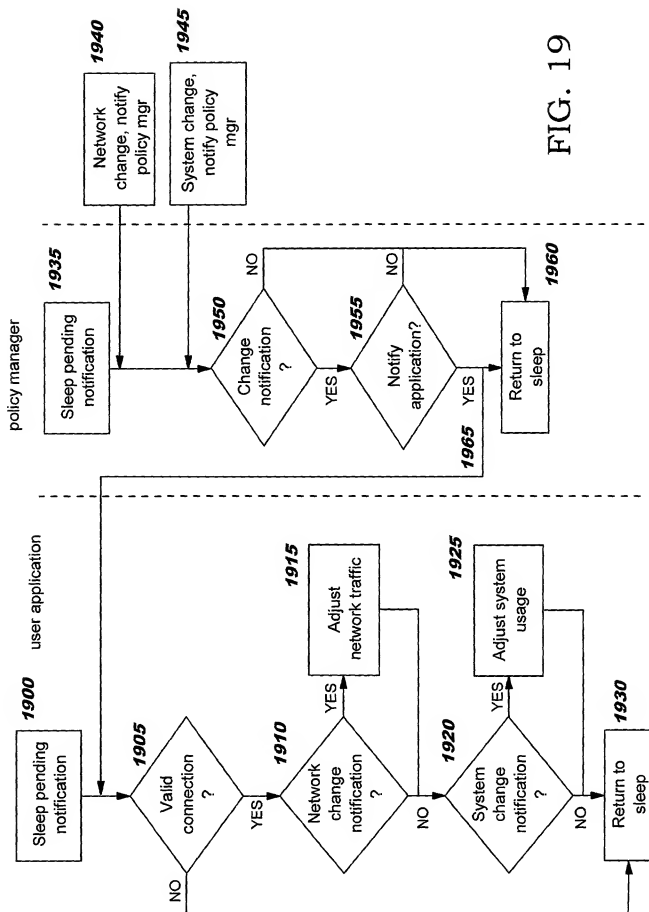 user application
1900
Sleep pending
notification
1905
Valid
connection
?
NO
YES
1910
Network
change
notification
?
YES
NO
1915
Adjust
network traffic
1920
System
change
notification
?
YES
NO
1925
Adjust system
usage
1930
Return to
sleep
policy manager
1935
Sleep pending
notification
1950
Change
notification
?
NO
YES
1955
Notify
application?
NO
YES
1965
1960
Return to
sleep
1940
Network
change, notify
policy mgr
1945
System change,
notify policy
mgr
FIG. 19